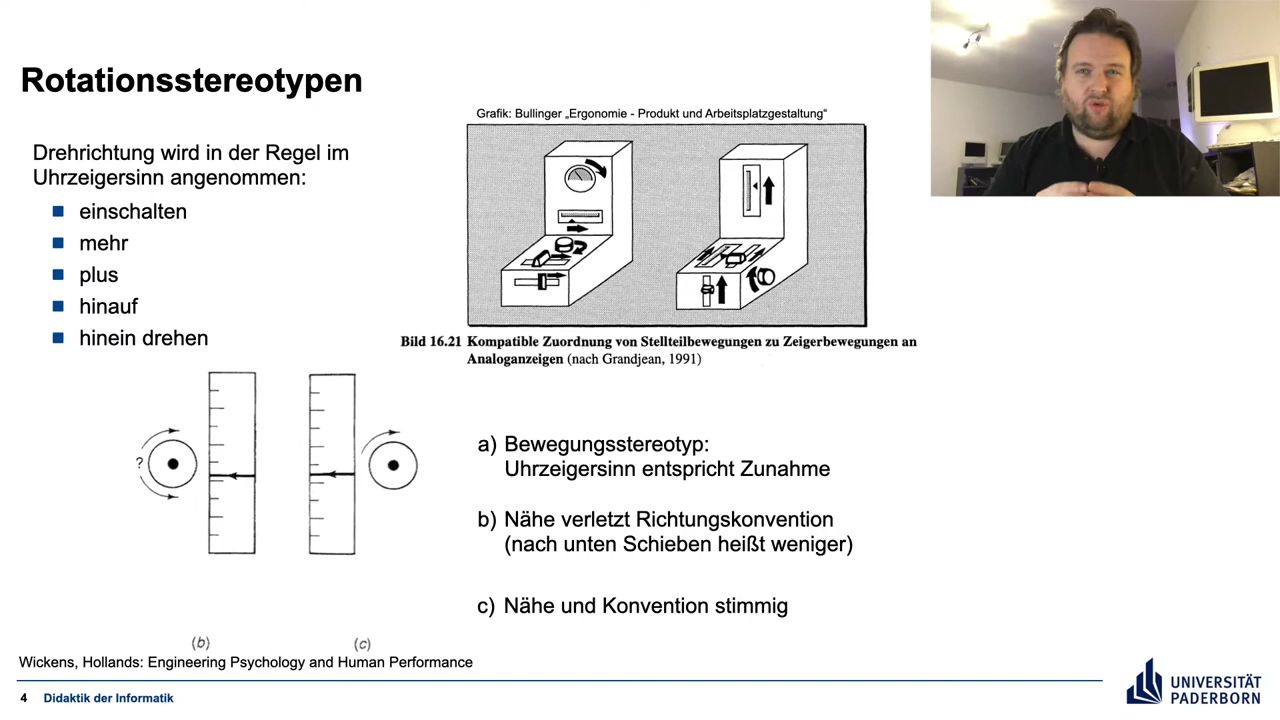 Rotationsstereotypen
Grafik: Bullinger „Ergonomie - Produkt und Arbeitsplatzgestaltung“
Drehrichtung wird in der Regel im
Uhrzeigersinn angenommen:
einschalten
mehr
plus
hinauf
hinein drehen
Bild 16.21 Kompatible Zuordnung von Stellteilbewegungen zu Zeigerbewegungen an
Analoganzeigen (nach Grandjean, 1991)
?
a) Bewegungsstereotyp:
Uhrzeigersinn entspricht Zunahme
b) Nähe verletzt Richtungskonvention
(nach unten Schieben heißt weniger)
c) Nähe und Konvention stimmig
(b)
(c)
Wickens, Hollands: Engineering Psychology and Human Performance
4 Didaktik der Informatik
UNIVERSITÄT
PADERBORN